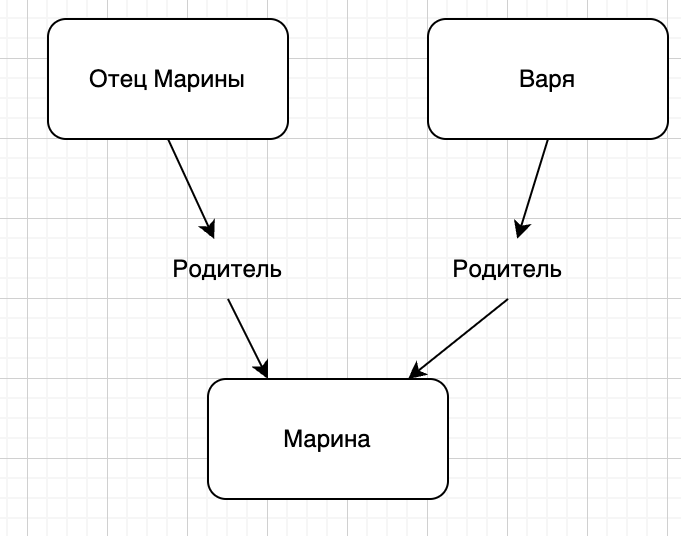 Отец Марины
Варя
Родитель
Родитель
Марина